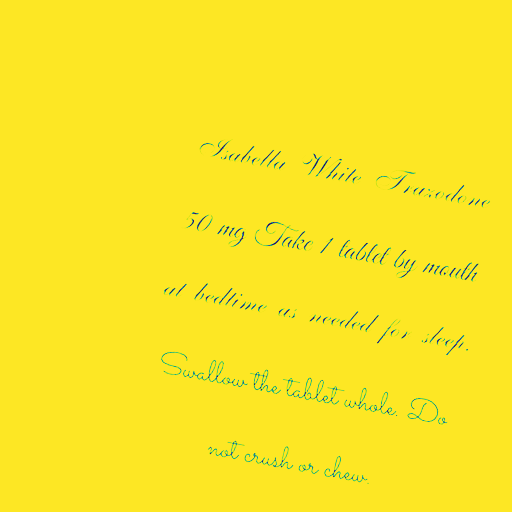 Isabella White Trazodone
50 mg Take 1 tablet by mouth
at bedtime as needed for sleep.
Swallow the tablet whole. Do
not crush or chew.